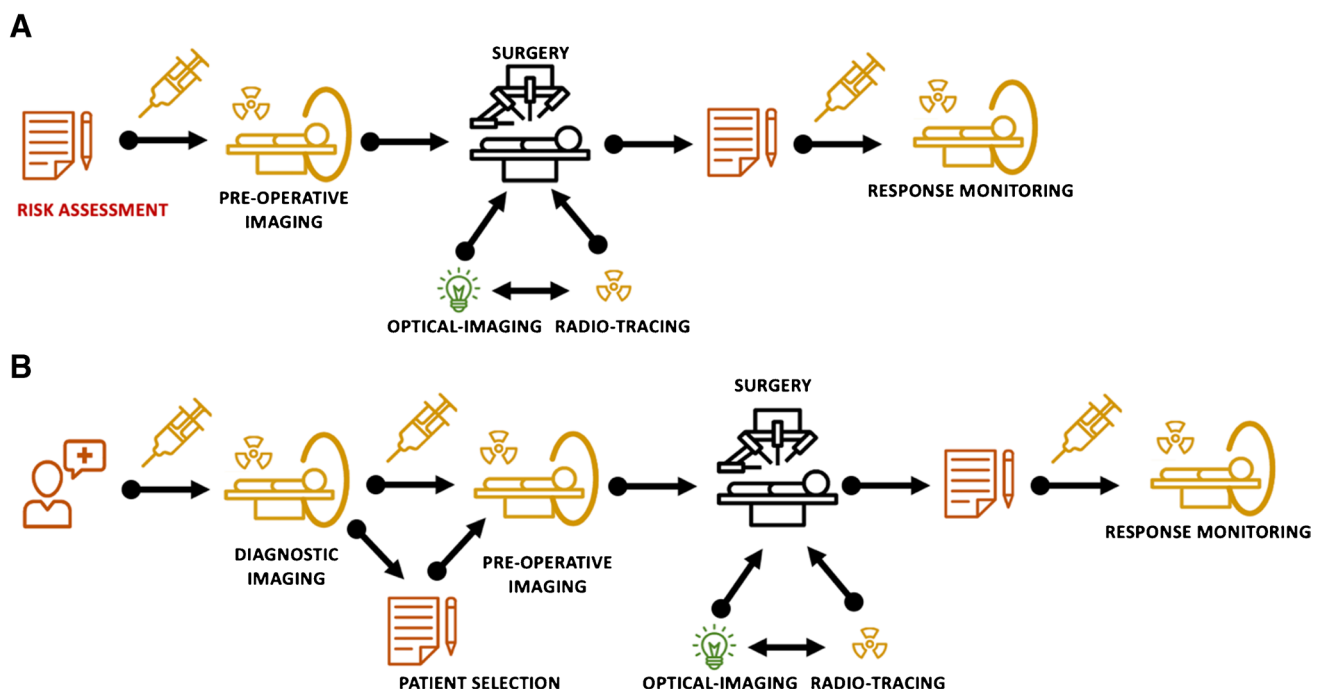 A
SURGERY
RISK ASSESSMENT
PRE-OPERATIVE
IMAGING
RESPONSE MONITORING
OPTICAL-IMAGING
RADIO-TRACING
B
SURGERY
DIAGNOSTIC
IMAGING
PRE-OPERATIVE
IMAGING
RESPONSE MONITORING
PATIENT SELECTION
OPTICAL-IMAGING
RADIO-TRACING